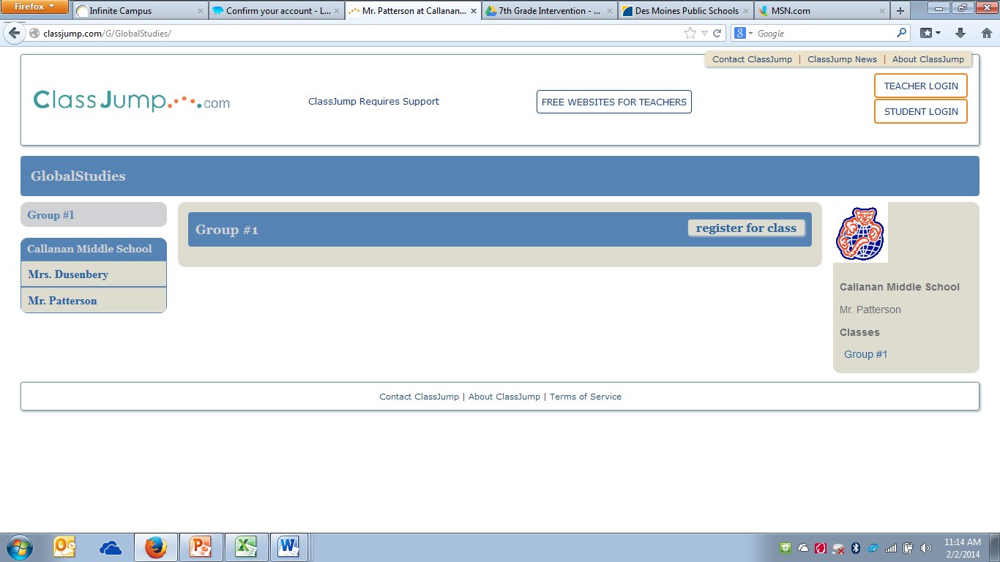 Firefox
Infinite Campus
Confirm your account - L...
Mr. Patterson at Callanan...
7th Grade Intervention - ...
Des Moines Public Schools
MSN.com
classjump.com/G/GlobalStudies/
Google
Contact ClassJump | ClassJump News | About ClassJump
ClassJump.com
ClassJump Requires Support
FREE WEBSITES FOR TEACHERS
TEACHER LOGIN
STUDENT LOGIN
GlobalStudies
Group #1
Callanan Middle School
Mrs. Dusenbery
Mr. Patterson
Group #1
register for class
Callanan Middle School
Mr. Patterson
Classes
Group #1
Contact ClassJump | About ClassJump | Terms of Service
11:14 AM
2/2/2014